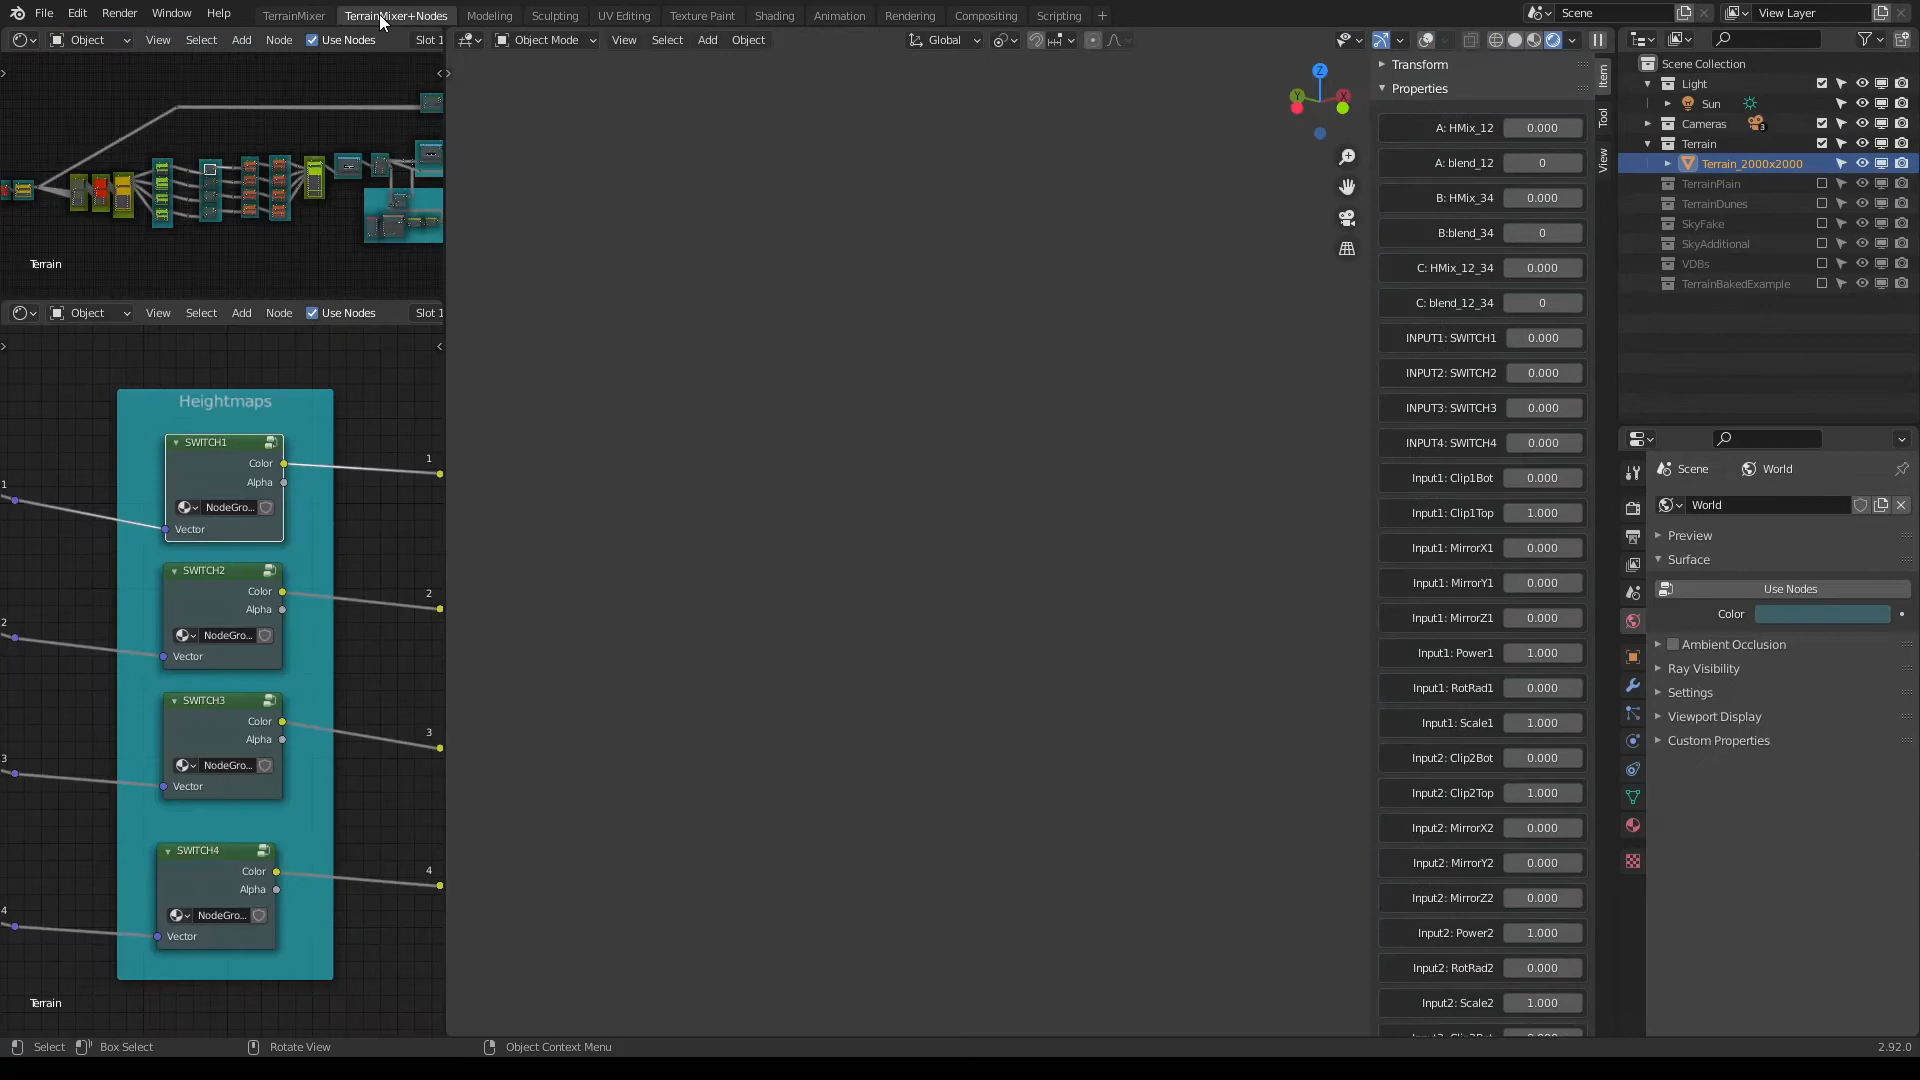 File Edit Render Window Help TerrainMixer TerrainMixer+Nodes Modeling Sculpting UV Editing Texture Paint Shading Animation Rendering Compositing Scripting + Scene View Layer
Object View Select Add Node Use Nodes Slot 1
Object Mode View Select Add Object Global
Terrain
Object View Select Add Node Use Nodes Slot 1
Heightmaps
SWITCH1
Color
Alpha
NodeGro...
Vector
SWITCH2
Color
Alpha
NodeGro...
Vector
SWITCH3
Color
Alpha
NodeGro...
Vector
SWITCH4
Color
Alpha
NodeGro...
Vector
1
2
3
4
1
2
3
4
Terrain
Z
Y
X
Transform
Properties
A: HMix_12 0.000
A: blend_12 0
B: HMix_34 0.000
B:blend_34 0
C: HMix_12_34 0.000
C: blend_12_34 0
INPUT1: SWITCH1 0.000
INPUT2: SWITCH2 0.000
INPUT3: SWITCH3 0.000
INPUT4: SWITCH4 0.000
Input1: Clip1Bot 0.000
Input1: Clip1Top 1.000
Input1: MirrorX1 0.000
Input1: MirrorY1 0.000
Input1: MirrorZ1 0.000
Input1: Power1 1.000
Input1: RotRad1 0.000
Input1: Scale1 1.000
Input2: Clip2Bot 0.000
Input2: Clip2Top 1.000
Input2: MirrorX2 0.000
Input2: MirrorY2 0.000
Input2: MirrorZ2 0.000
Input2: Power2 1.000
Input2: RotRad2 0.000
Input2: Scale2 1.000
Item
Tool
View
Scene Collection
Light
Sun
Cameras 3
Terrain
Terrain_2000x2000
TerrainPlain
TerrainDunes
SkyFake
SkyAdditional
VDBs
TerrainBakedExample
Scene World
World
Preview
Surface
Use Nodes
Color
Ambient Occlusion
Ray Visibility
Settings
Viewport Display
Custom Properties
Select Box Select Rotate View Object Context Menu 2.92.0